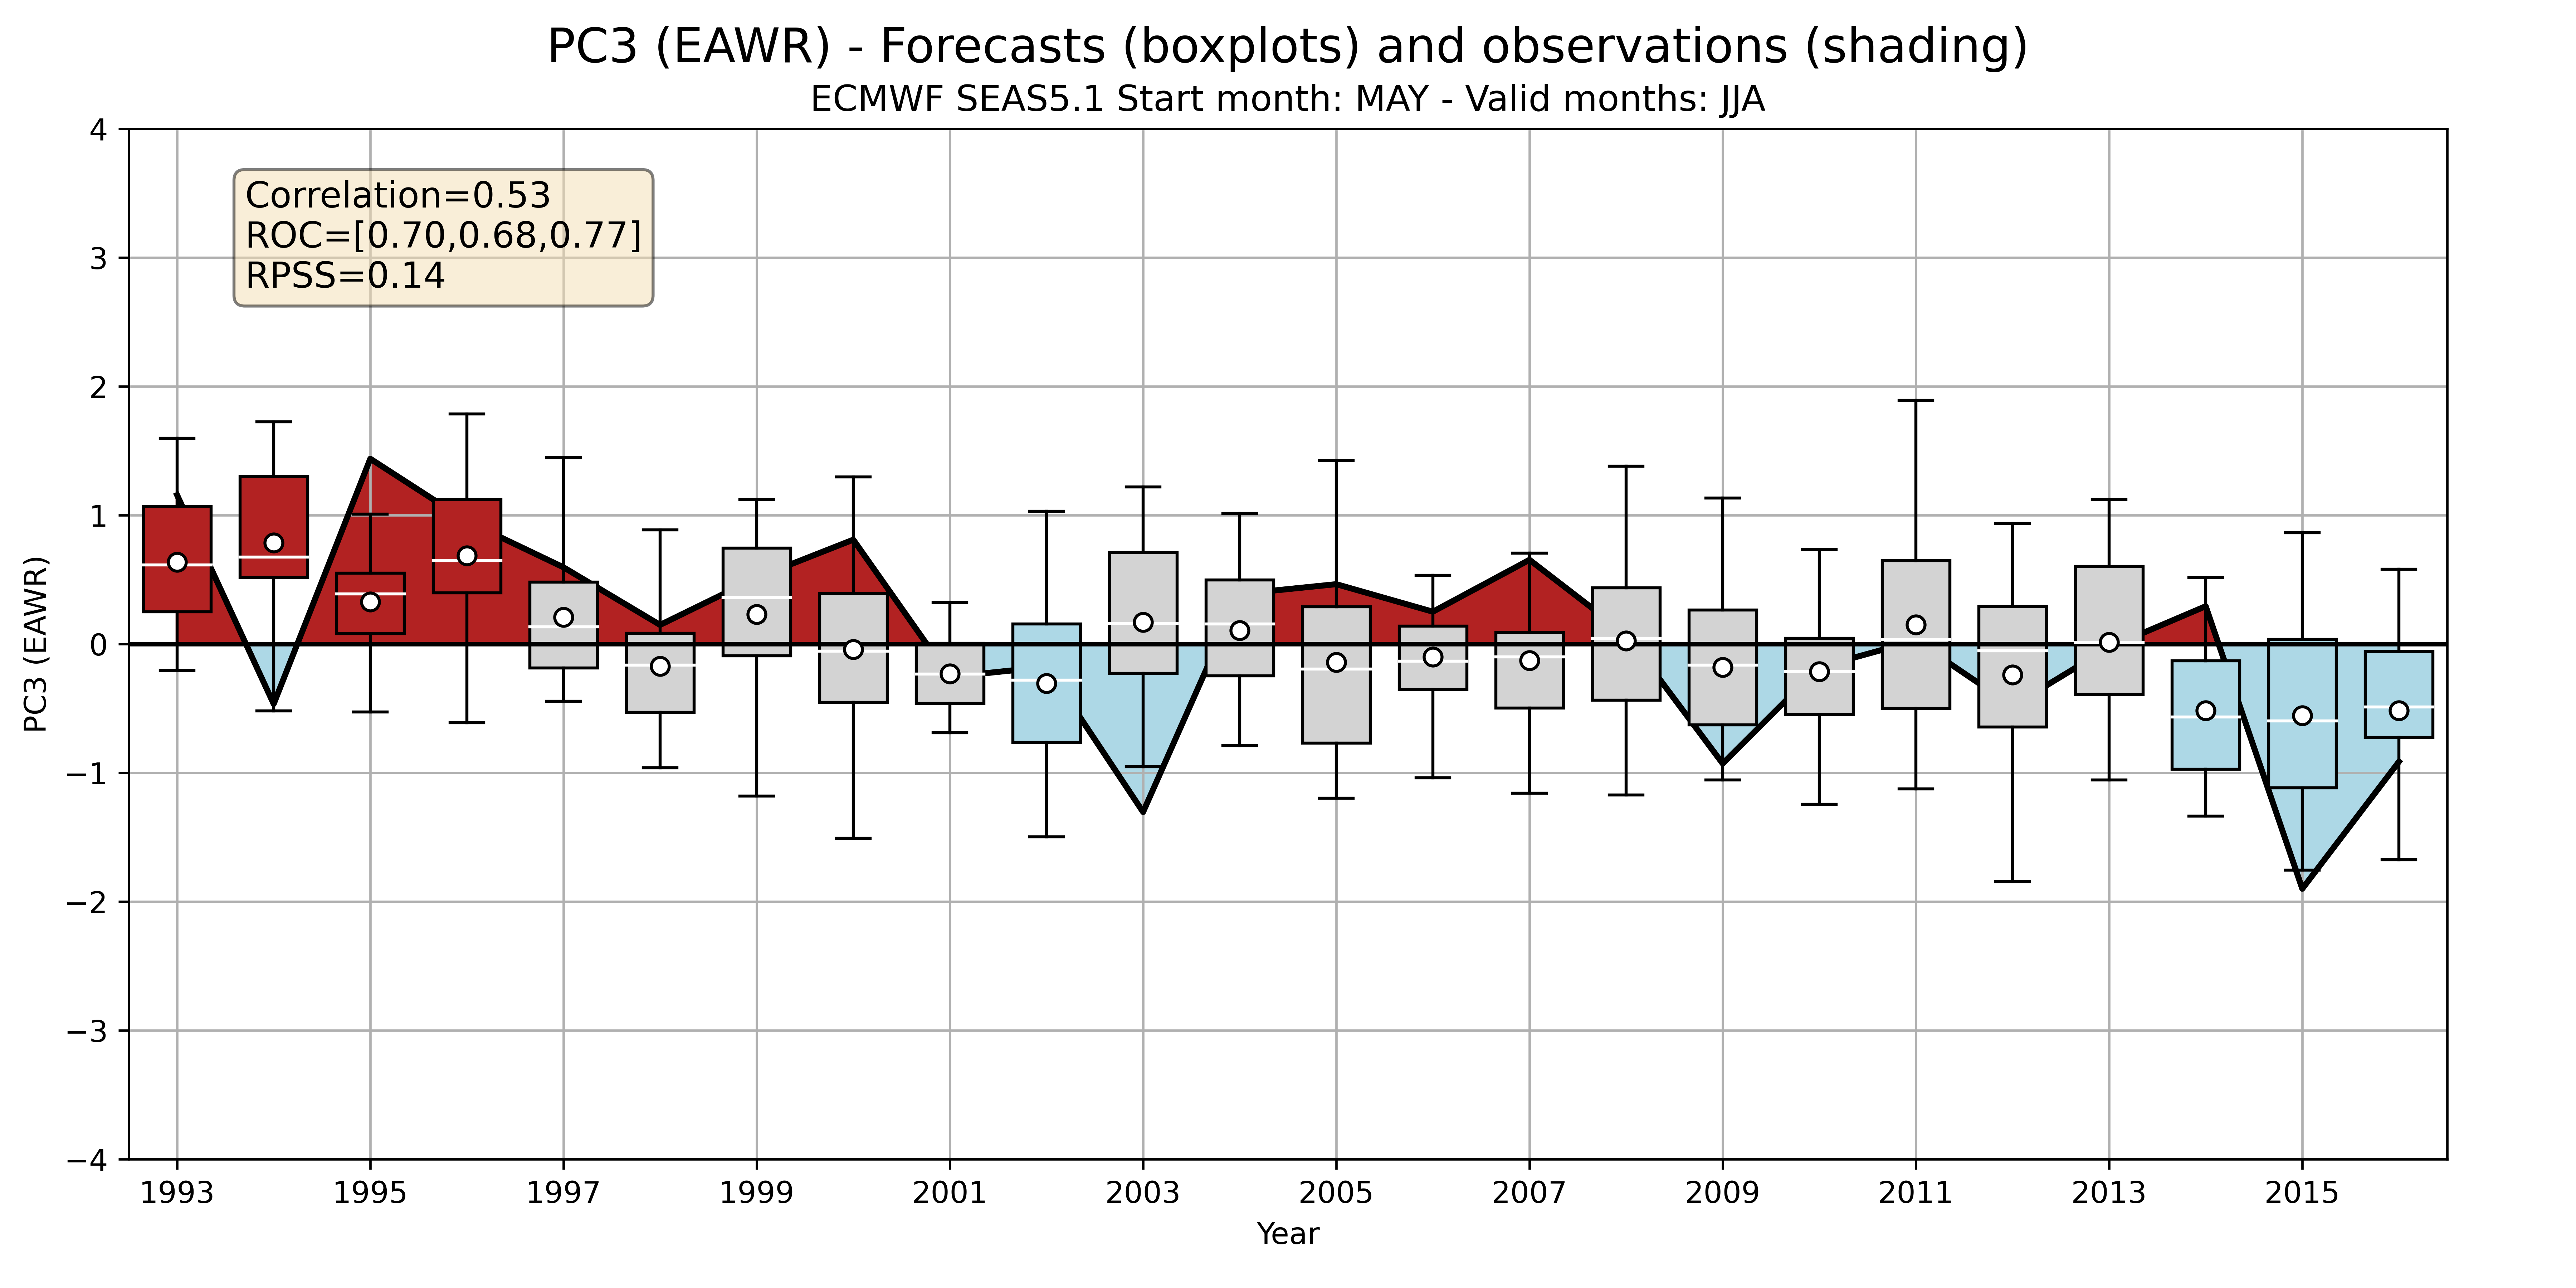 PC3 (EAWR) - Forecasts (boxplots) and observations (shading)
ECMWF SEAS5.1 Start month: MAY - Valid months: JJA
Correlation=0.53
ROC=[0.70,0.68,0.77]
RPSS=0.14
PC3 (EAWR)
4
3
2
1
0
−1
−2
−3
−4
1993 1995 1997 1999 2001 2003 2005 2007 2009 2011 2013 2015
Year